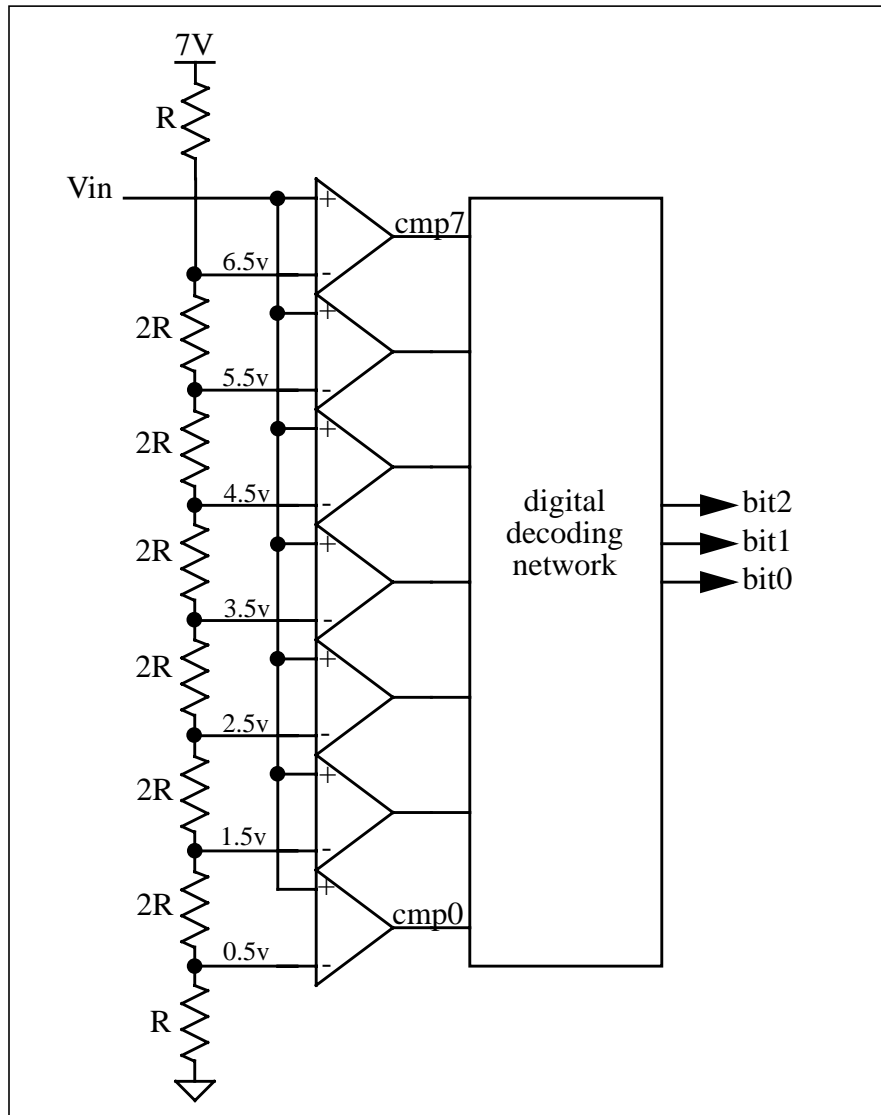 7V
R
Vin
+
cmp7
6.5v
-
+
2R
5.5v
-
+
2R
4.5v
-
digital
decoding
network
bit2
bit1
bit0
2R
+
3.5v
-
+
2R
2.5v
-
+
2R
1.5v
-
+
2R
cmp0
0.5v
-
R